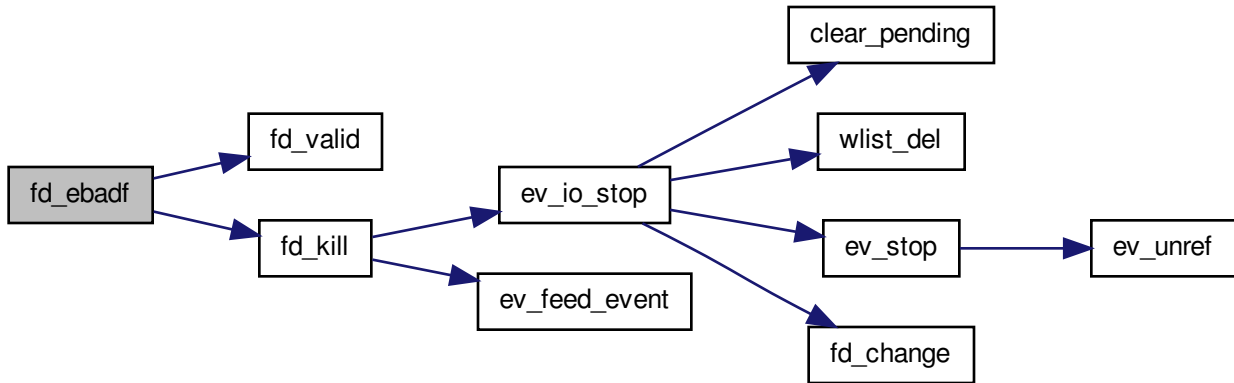 clear_pending
fd_valid
wlist_del
fd_ebadf
ev_io_stop
fd_kill
ev_stop
ev_unref
ev_feed_event
fd_change